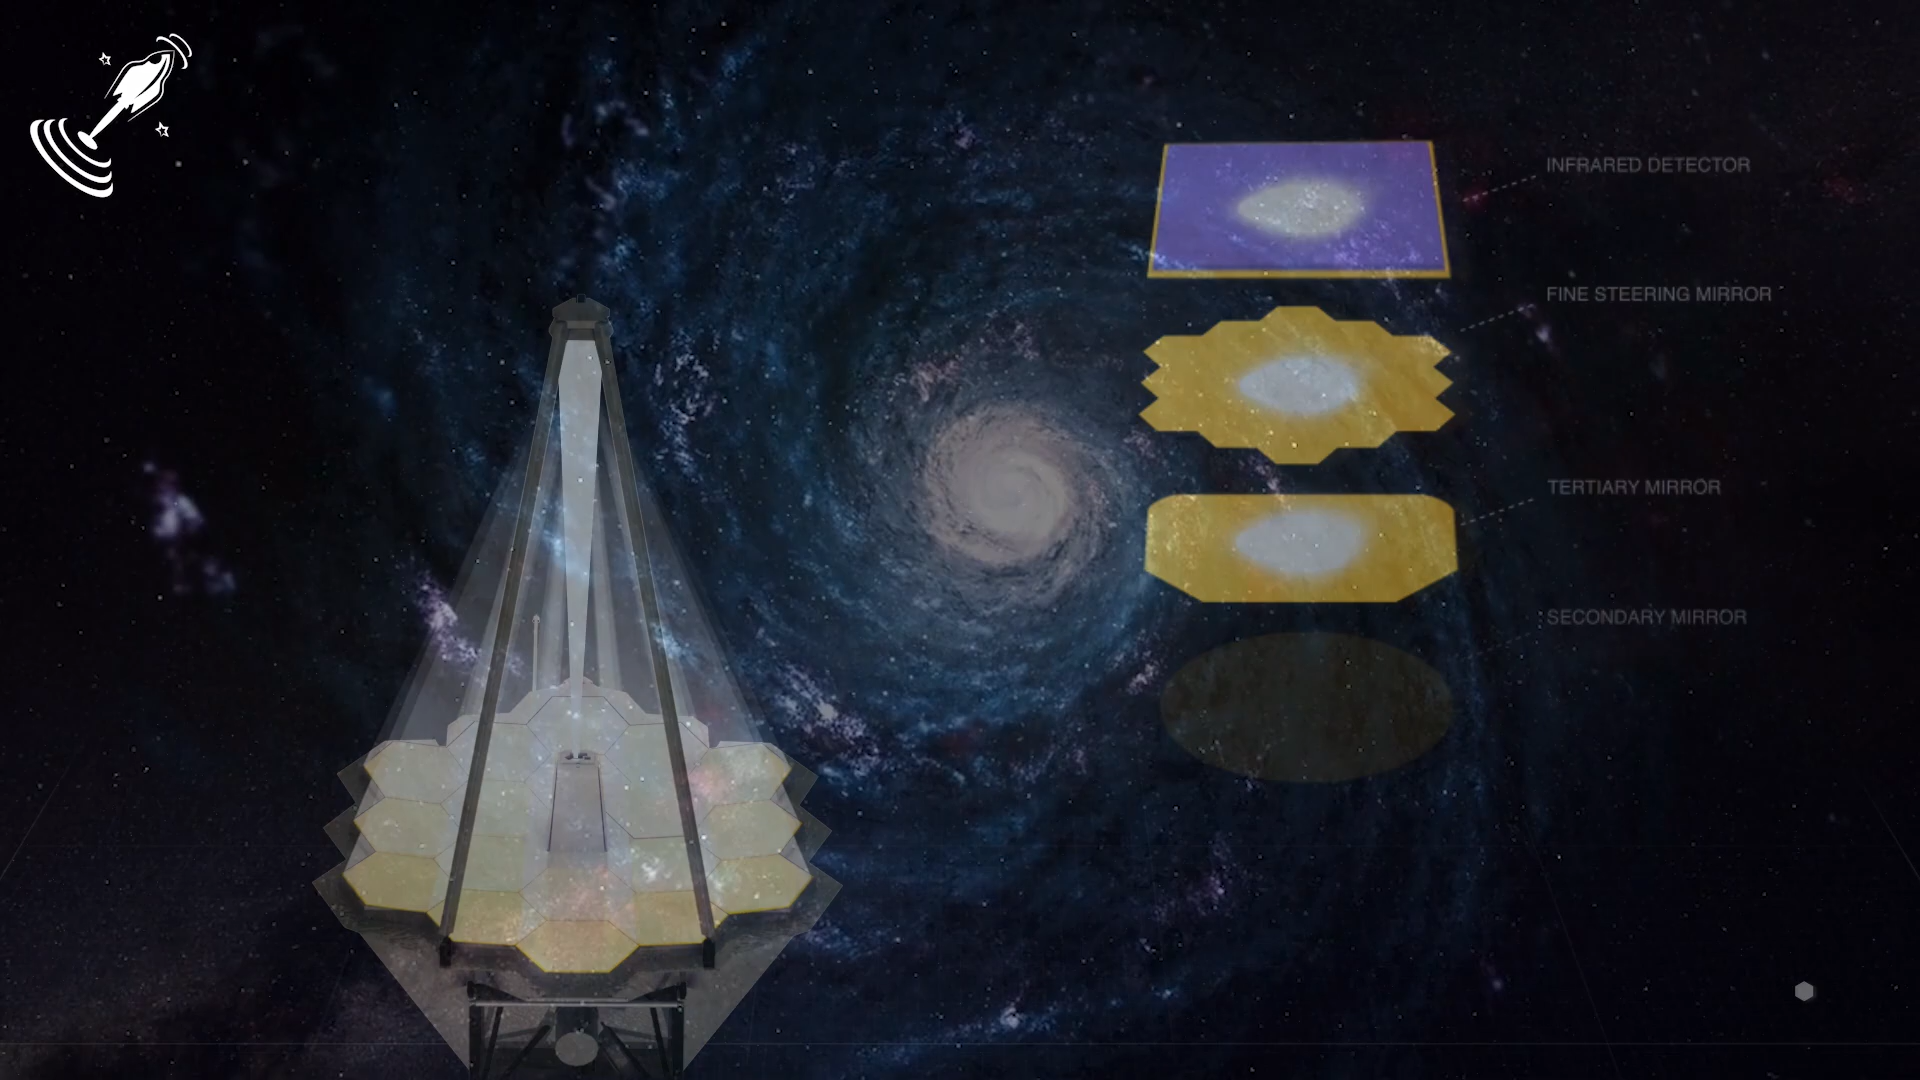 INFRARED DETECTOR
FINE STEERING MIRROR
TERTIARY MIRROR
SECONDARY MIRROR